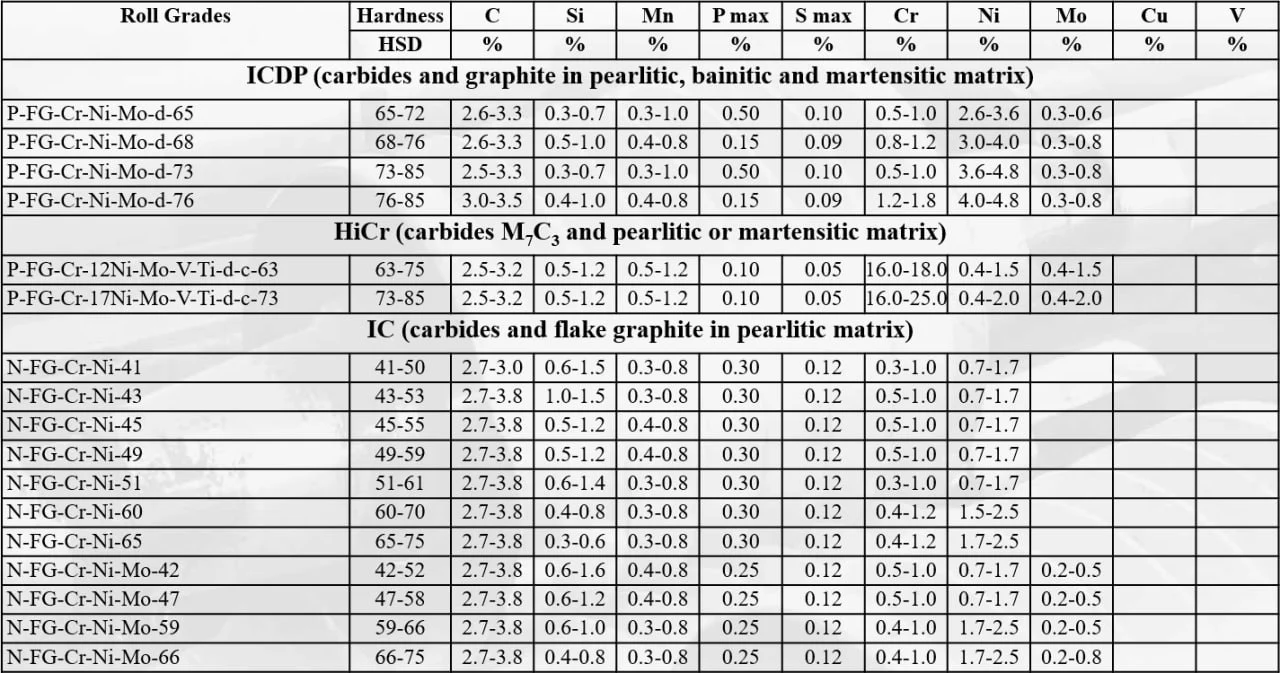 Roll Grades Hardness C Si Mn P max S max Cr Ni Mo Cu V
HSD % % % % % % % % % %
ICDP (carbides and graphite in pearlitic, bainitic and martensitic matrix)
P-FG-Cr-Ni-Mo-d-65 65-72 2.6-3.3 0.3-0.7 0.3-1.0 0.50 0.10 0.5-1.0 2.6-3.6 0.3-0.6
P-FG-Cr-Ni-Mo-d-68 68-76 2.6-3.3 0.5-1.0 0.4-0.8 0.15 0.09 0.8-1.2 3.0-4.0 0.3-0.8
P-FG-Cr-Ni-Mo-d-73 73-85 2.5-3.3 0.3-0.7 0.3-1.0 0.50 0.10 0.5-1.0 3.6-4.8 0.3-0.8
P-FG-Cr-Ni-Mo-d-76 76-85 3.0-3.5 0.4-1.0 0.4-0.8 0.15 0.09 1.2-1.8 4.0-4.8 0.3-0.8
HiCr (carbides M7C3 and pearlitic or martensitic matrix)
P-FG-Cr-12Ni-Mo-V-Ti-d-c-63 63-75 2.5-3.2 0.5-1.2 0.5-1.2 0.10 0.05 16.0-18.0 0.4-1.5 0.4-1.5
P-FG-Cr-17Ni-Mo-V-Ti-d-c-73 73-85 2.5-3.2 0.5-1.2 0.5-1.2 0.10 0.05 16.0-25.0 0.4-2.0 0.4-2.0
IC (carbides and flake graphite in pearlitic matrix)
N-FG-Cr-Ni-41 41-50 2.7-3.0 0.6-1.5 0.3-0.8 0.30 0.12 0.3-1.0 0.7-1.7
N-FG-Cr-Ni-43 43-53 2.7-3.8 1.0-1.5 0.3-0.8 0.30 0.12 0.5-1.0 0.7-1.7
N-FG-Cr-Ni-45 45-55 2.7-3.8 0.5-1.2 0.4-0.8 0.30 0.12 0.5-1.0 0.7-1.7
N-FG-Cr-Ni-49 49-59 2.7-3.8 0.5-1.2 0.4-0.8 0.30 0.12 0.5-1.0 0.7-1.7
N-FG-Cr-Ni-51 51-61 2.7-3.8 0.6-1.4 0.3-0.8 0.30 0.12 0.3-1.0 0.7-1.7
N-FG-Cr-Ni-60 60-70 2.7-3.8 0.4-0.8 0.3-0.8 0.30 0.12 0.4-1.2 1.5-2.5
N-FG-Cr-Ni-65 65-75 2.7-3.8 0.3-0.6 0.3-0.8 0.30 0.12 0.4-1.2 1.7-2.5
N-FG-Cr-Ni-Mo-42 42-52 2.7-3.8 0.6-1.6 0.4-0.8 0.25 0.12 0.5-1.0 0.7-1.7 0.2-0.5
N-FG-Cr-Ni-Mo-47 47-58 2.7-3.8 0.6-1.2 0.4-0.8 0.25 0.12 0.5-1.0 0.7-1.7 0.2-0.5
N-FG-Cr-Ni-Mo-59 59-66 2.7-3.8 0.6-1.0 0.3-0.8 0.25 0.12 0.4-1.0 1.7-2.5 0.2-0.5
N-FG-Cr-Ni-Mo-66 66-75 2.7-3.8 0.4-0.8 0.3-0.8 0.25 0.12 0.4-1.0 1.7-2.5 0.2-0.8